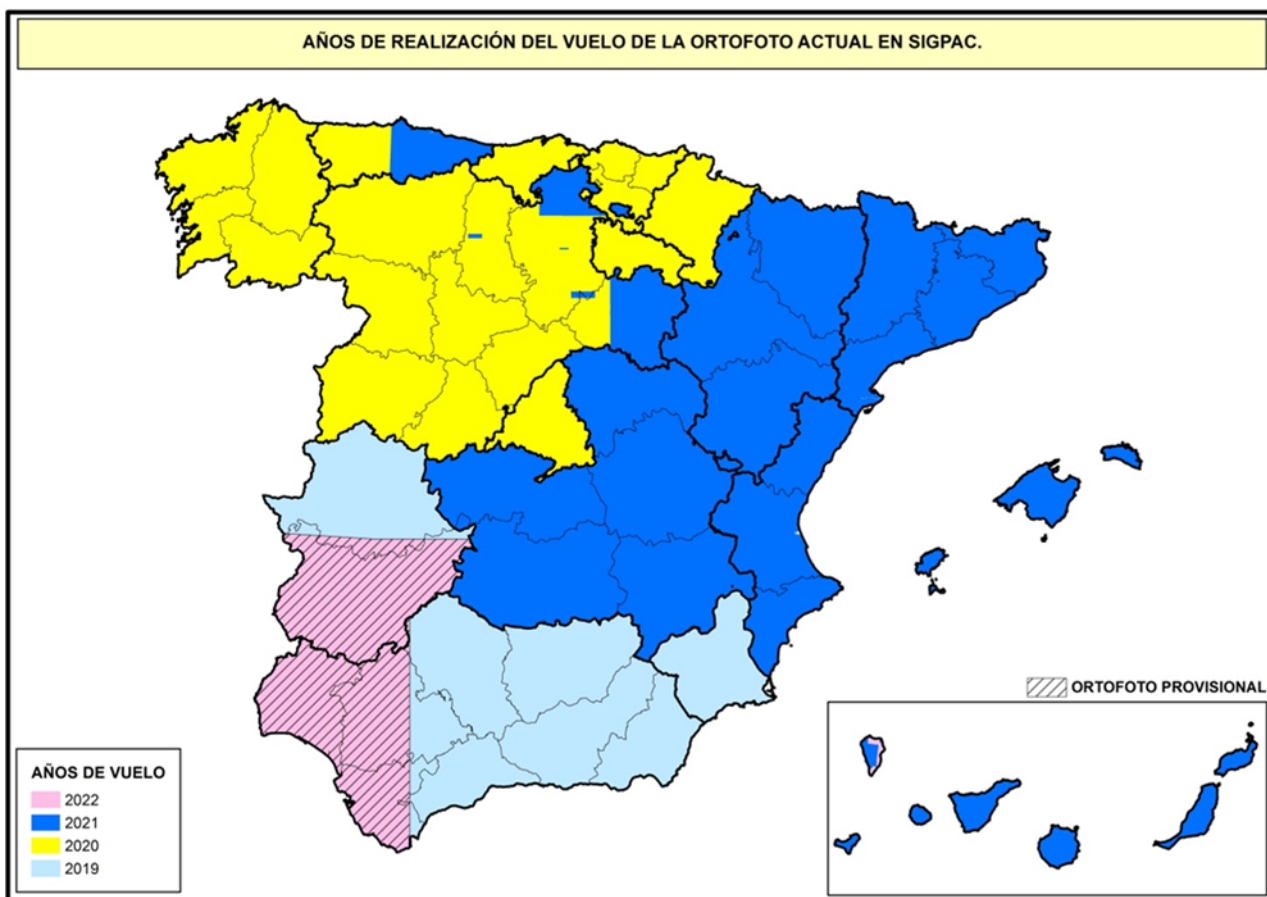 AÑOS DE REALIZACIÓN DEL VUELO DE LA ORTOFOTO ACTUAL EN SIGPAC.
ORTOFOTO PROVISIONAL
AÑOS DE VUELO
2022
2021
2020
2019